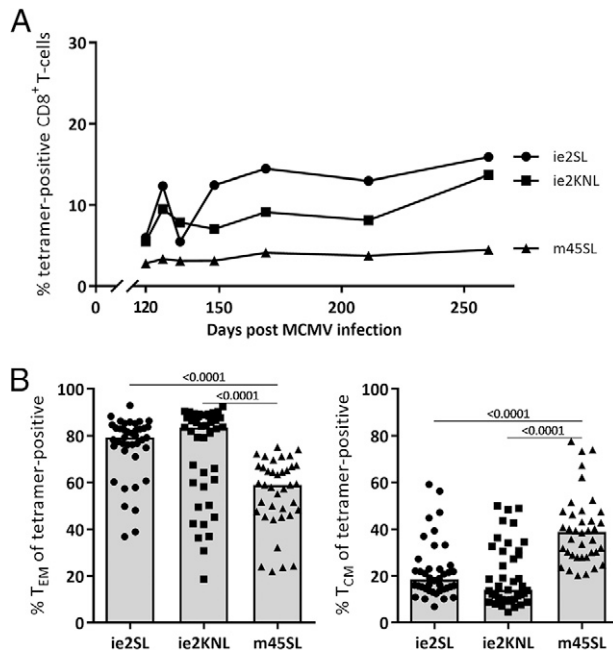 A
% tetramer-positive CD8⁺ T-cells
30
20
10
0
0 120 150 200 250
Days post MCMV infection
ie2SL
ie2KNL
m45SL
B
% T_EM of tetramer-positive
100
80
60
40
20
0
<0.0001
<0.0001
ie2SL ie2KNL m45SL
% T_CM of tetramer-positive
100
80
60
40
20
0
<0.0001
<0.0001
ie2SL ie2KNL m45SL